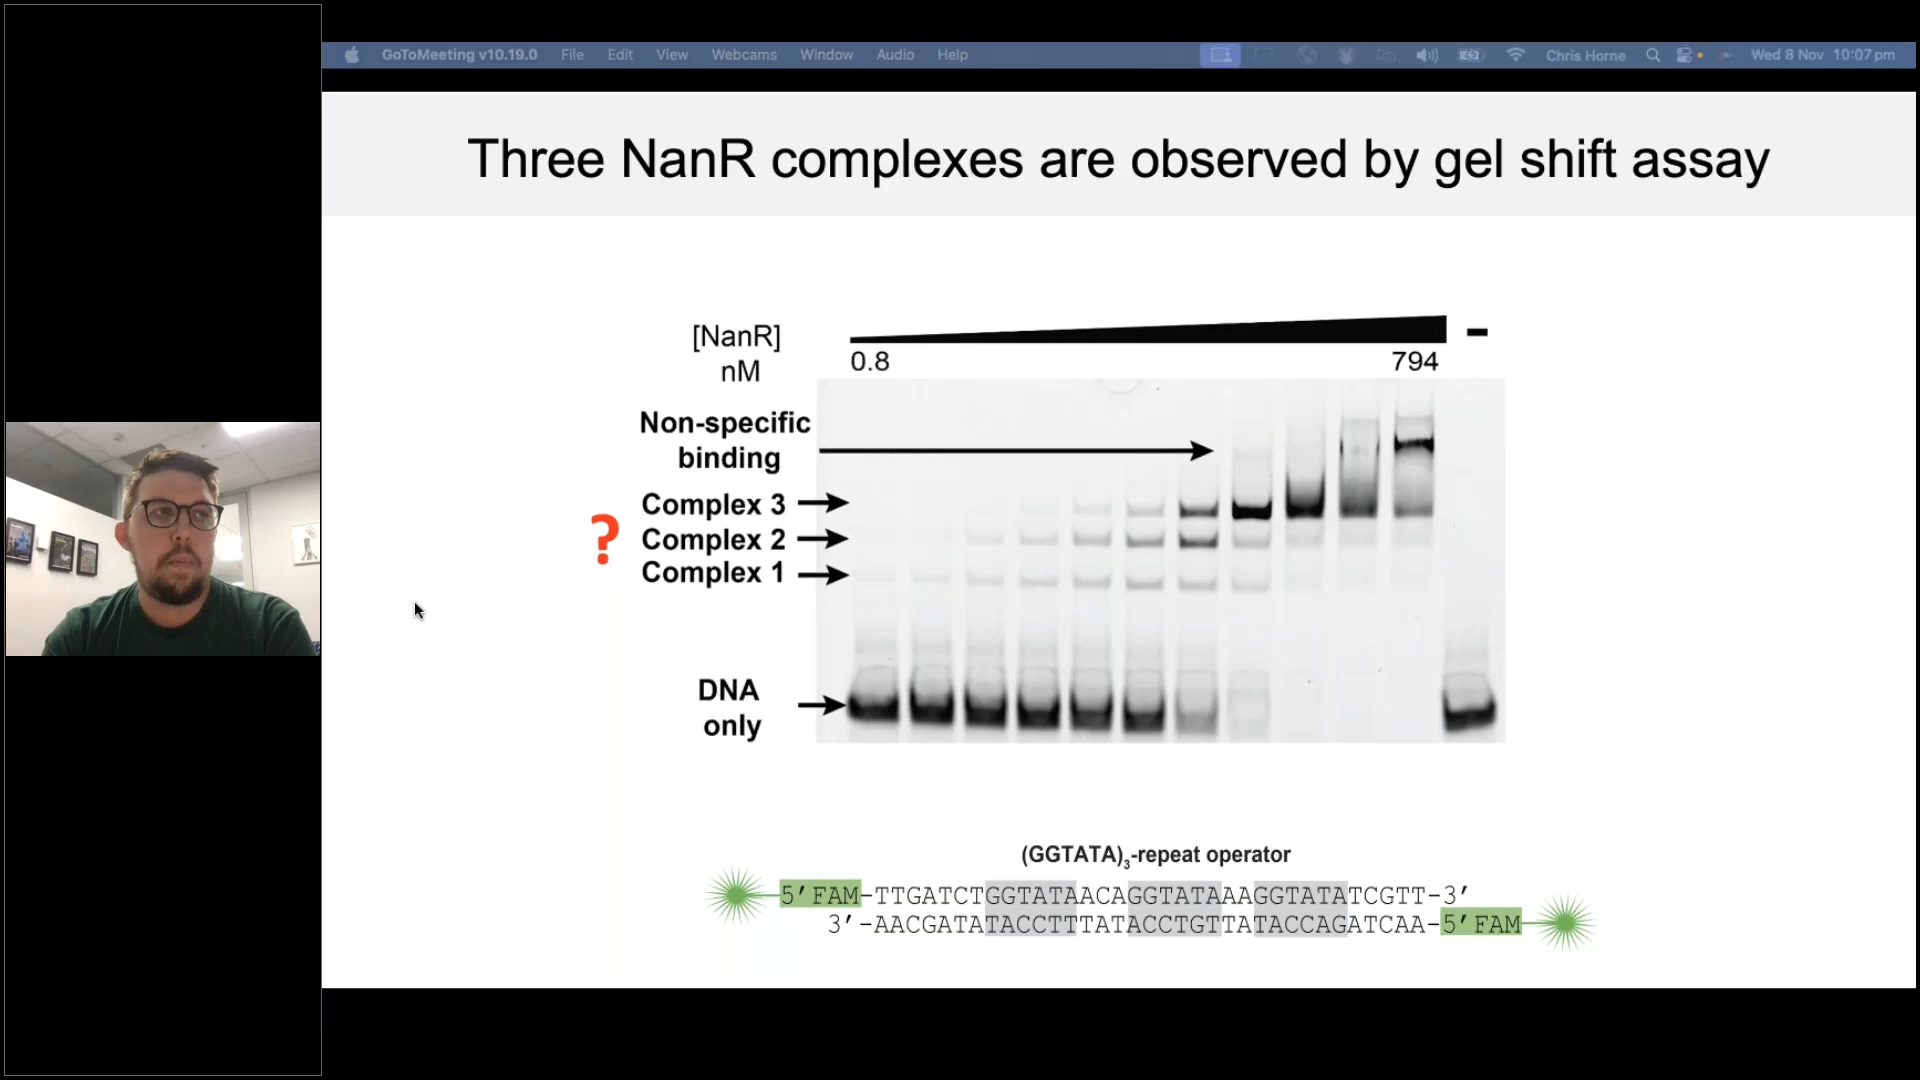 GoToMeeting v10.19.0 File Edit View Webcams Window Audio Help Chris Horne Wed 8 Nov 10:07 pm
Three NanR complexes are observed by gel shift assay
[NanR]
nM
0.8 794
Non-specific
binding
Complex 3
? Complex 2
Complex 1
DNA
only
(GGTATA)3-repeat operator
5′FAM-TTGATCTGGTATAACAGGTATAAAGGTATATCGTT-3′
3′-AACGATATACCTTTATACCTGTTATACCAGATCAA-5′FAM